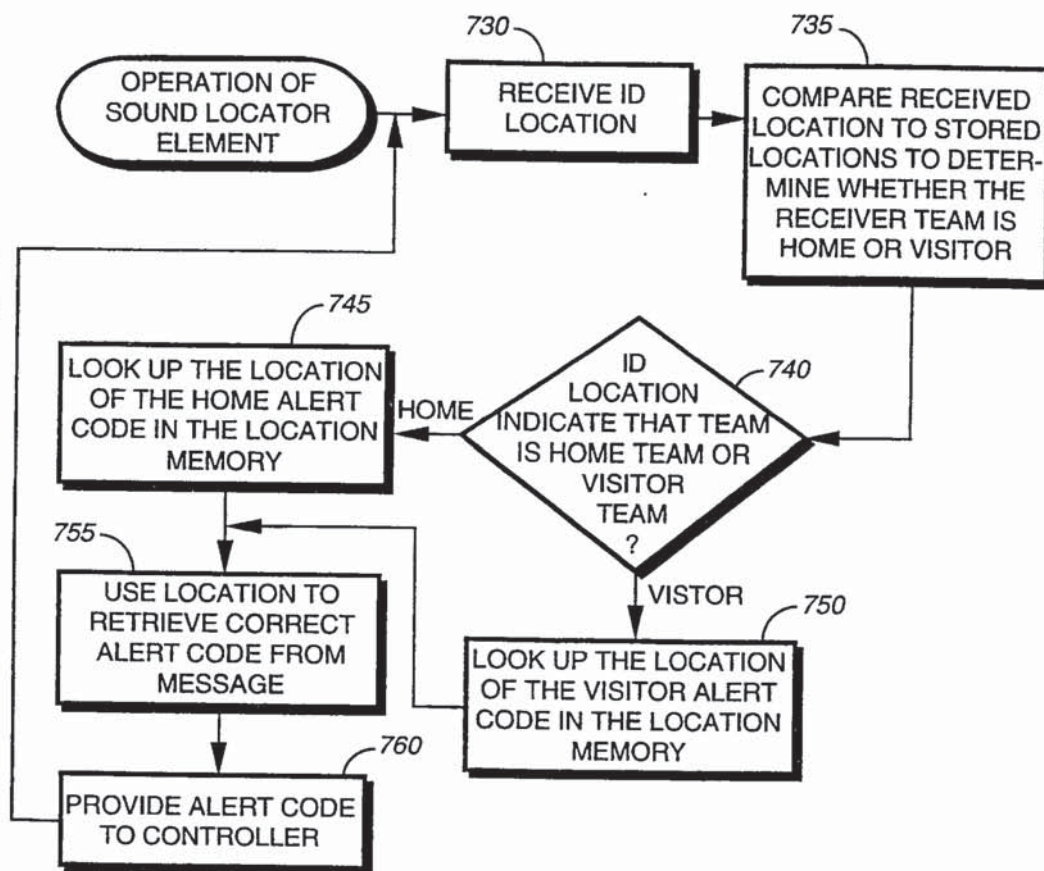 730
735
OPERATION OF
SOUND LOCATOR
ELEMENT
RECEIVE ID
LOCATION
COMPARE RECEIVED
LOCATION TO STORED
LOCATIONS TO DETER-
MINE WHETHER THE
RECEIVER TEAM IS
HOME OR VISITOR
745
LOOK UP THE LOCATION
OF THE HOME ALERT
CODE IN THE LOCATION
MEMORY
HOME
740
ID
LOCATION
INDICATE THAT TEAM
IS HOME TEAM OR
VISITOR
TEAM
?
VISTOR
755
USE LOCATION TO
RETRIEVE CORRECT
ALERT CODE FROM
MESSAGE
750
LOOK UP THE LOCATION
OF THE VISITOR ALERT
CODE IN THE LOCATION
MEMORY
760
PROVIDE ALERT CODE
TO CONTROLLER